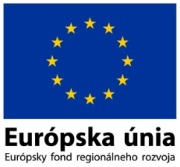 Európska únia
Európsky fond regionálneho rozvoja